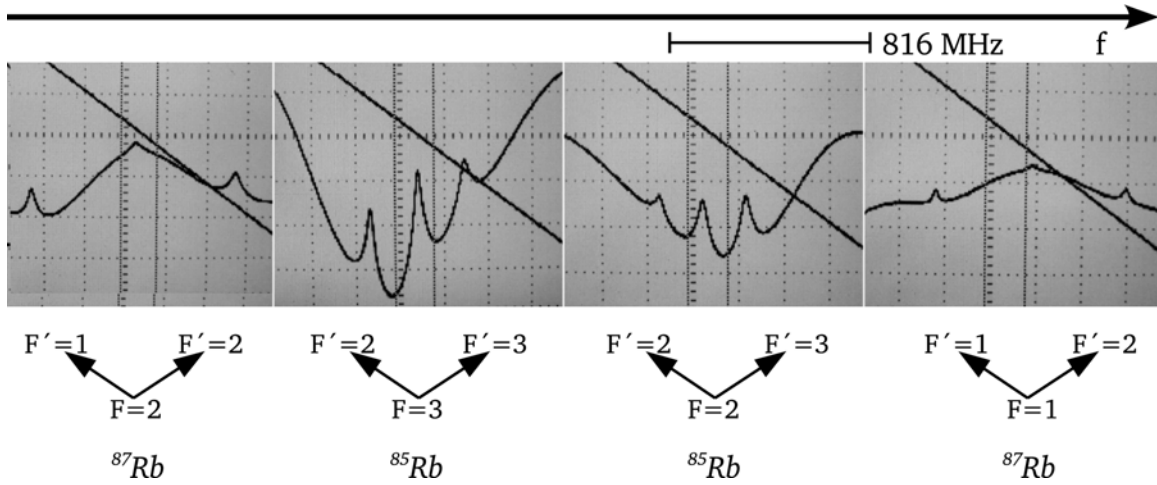 816 MHz f
F´=1 F´=2 F´=2 F´=3 F´=2 F´=3 F´=1 F´=2
F=2 F=3 F=2 F=1
⁸⁷Rb ⁸⁵Rb ⁸⁵Rb ⁸⁷Rb